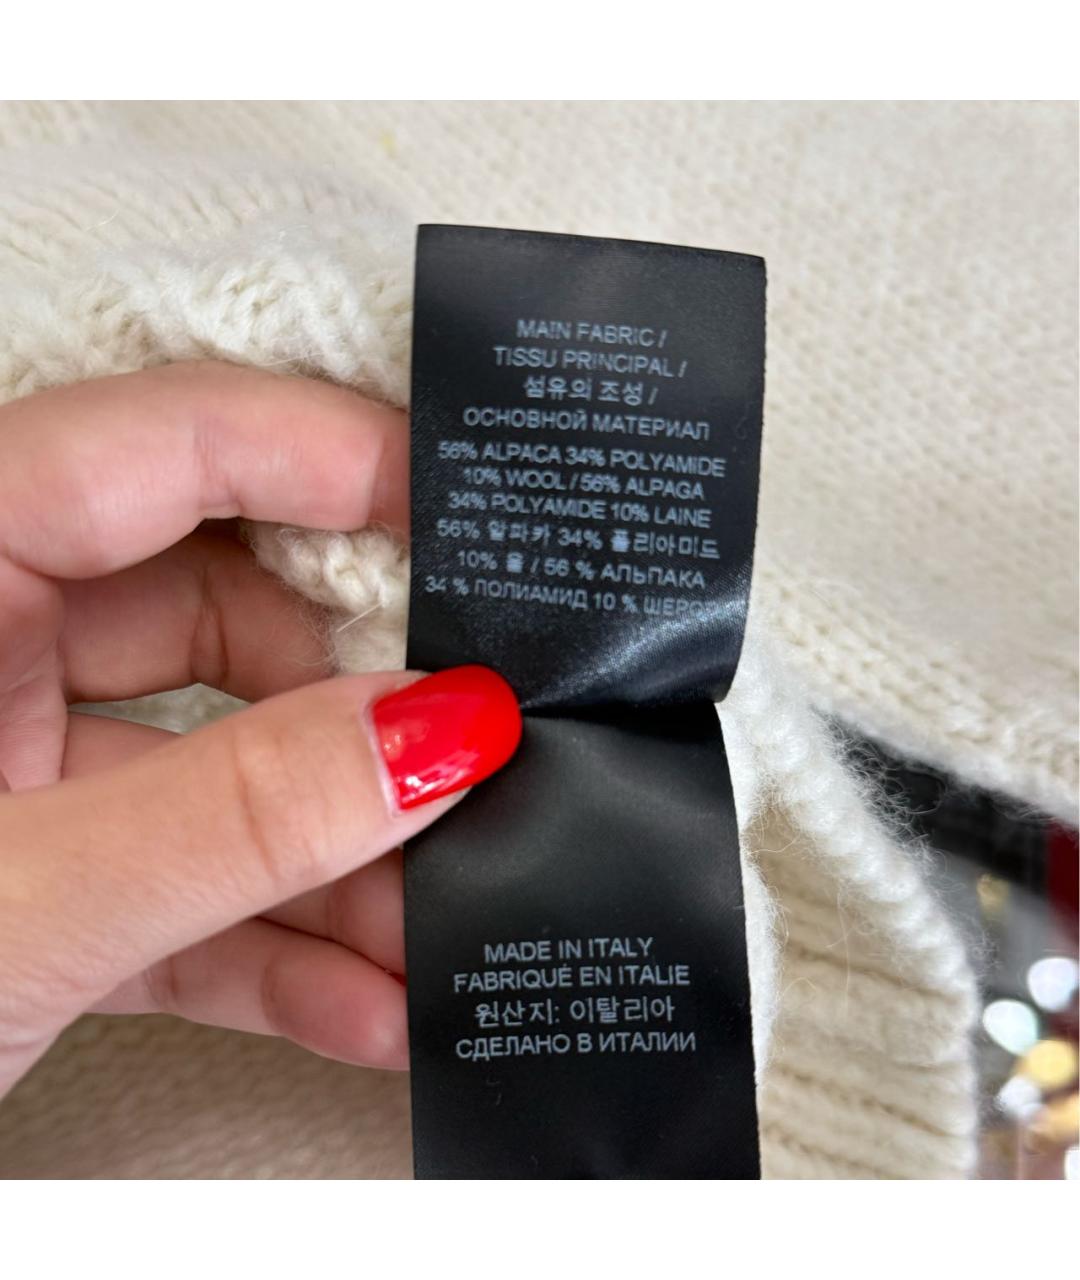 MAIN FABRIC /
TISSU PRINCIPAL /
섬유의 조성 /
ОСНОВНОЙ МАТЕРИАЛ
56% ALPACA 34% POLYAMIDE
10% WOOL / 56% ALPAGA
34% POLYAMIDE 10% LAINE
56% 알파카 34% 폴리아미드
10% 울 / 56 % АЛЬПАКА
34 % ПОЛИАМИД 10 %
MADE IN ITALY
FABRIQUÉ EN ITALIE
원산지: 이탈리아
СДЕЛАНО В ИТАЛИИ